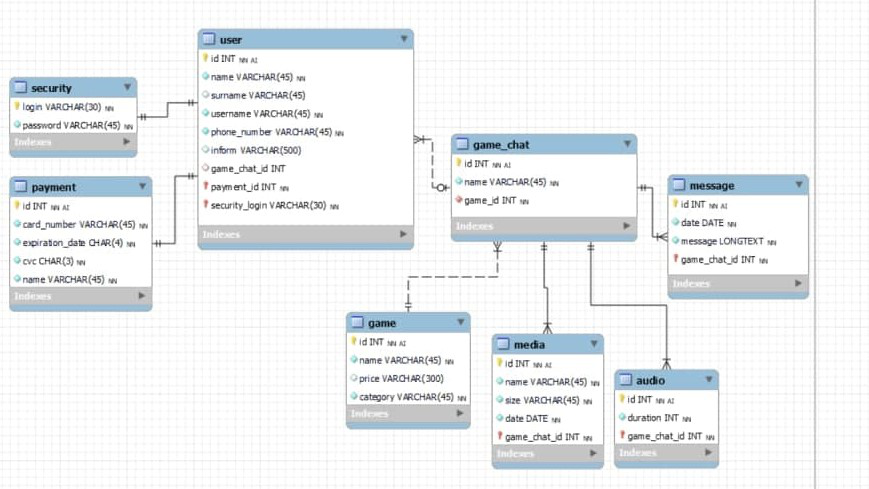 user
id INT NN AI
name VARCHAR(45) NN
surname VARCHAR(45)
username VARCHAR(45) NN
phone_number VARCHAR(45) NN
inform VARCHAR(500)
game_chat_id INT
payment_id INT NN
security_login VARCHAR(30) NN
Indexes
security
login VARCHAR(30) NN
password VARCHAR(45) NN
Indexes
payment
id INT NN AI
card_number VARCHAR(45) NN
expiration_date CHAR(4) NN
cvc CHAR(3) NN
name VARCHAR(45) NN
Indexes
game_chat
id INT NN AI
name VARCHAR(45) NN
game_id INT NN
Indexes
message
id INT NN AI
date DATE NN
message LONGTEXT NN
game_chat_id INT NN
Indexes
game
id INT NN AI
name VARCHAR(45) NN
price VARCHAR(300)
category VARCHAR(45) NN
Indexes
media
id INT NN AI
name VARCHAR(45) NN
size VARCHAR(45) NN
date DATE NN
game_chat_id INT NN
Indexes
audio
id INT NN AI
duration INT NN
game_chat_id INT NN
Indexes